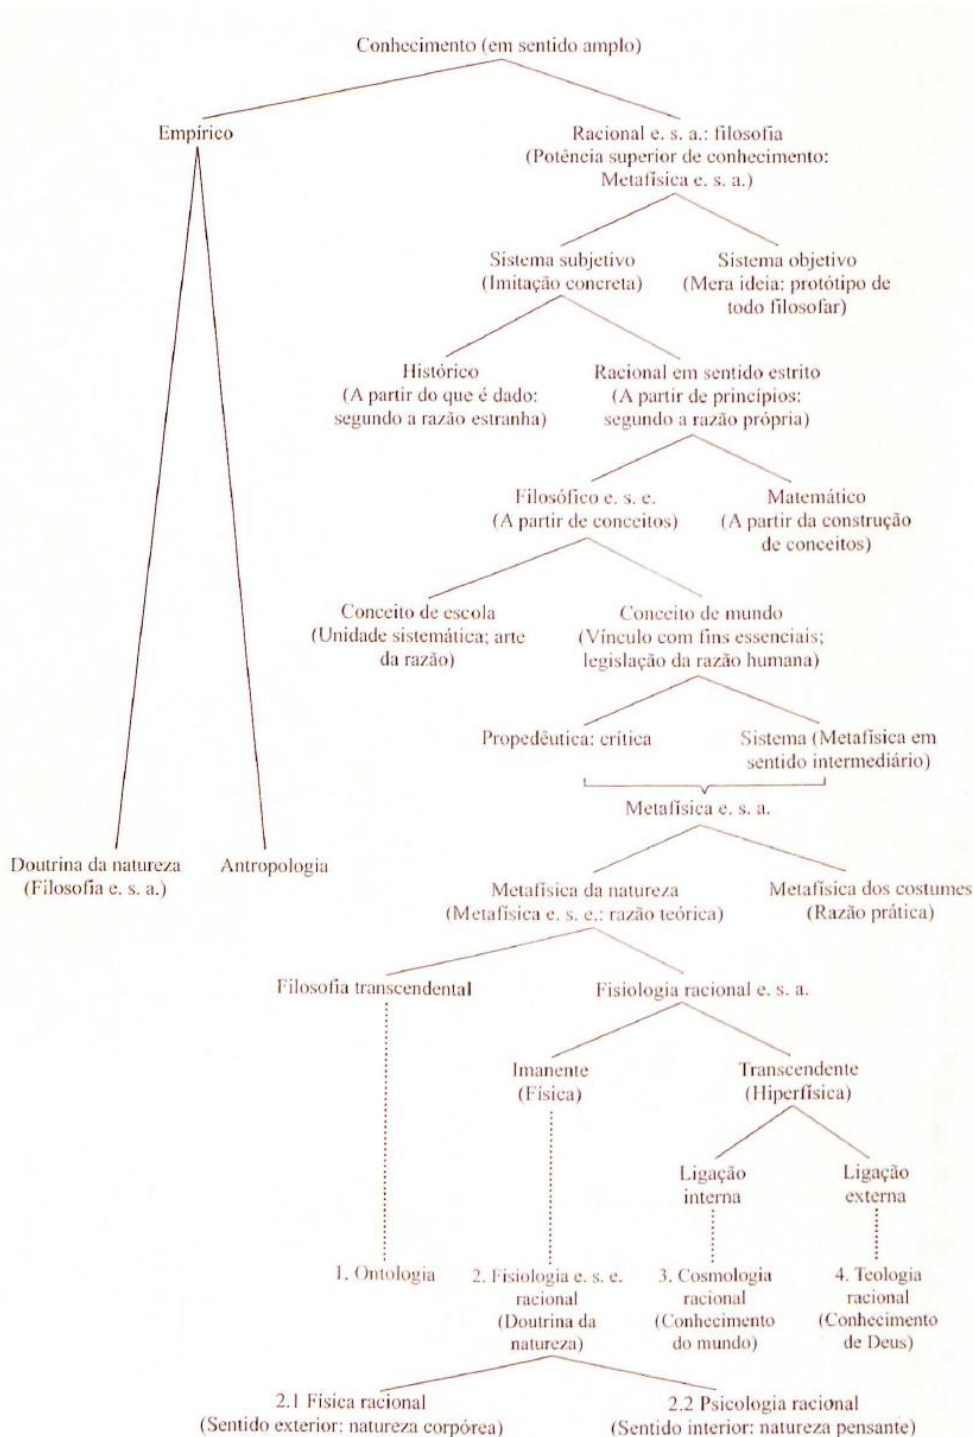 Conhecimento (em sentido amplo)
Empírico
Racional e. s. a.: filosofia
(Potência superior de conhecimento:
Metafísica e. s. a.)
Sistema subjetivo
(Imitação concreta)
Sistema objetivo
(Mera ideia: protótipo de
todo filosofar)
Histórico
(A partir do que é dado:
segundo a razão estranha)
Racional em sentido estrito
(A partir de princípios:
segundo a razão própria)
Filosófico e. s. e.
(A partir de conceitos)
Matemático
(A partir da construção
de conceitos)
Conceito de escola
(Unidade sistemática; arte
da razão)
Conceito de mundo
(Vínculo com fins essenciais;
legislação da razão humana)
Propedêutica: crítica
Sistema (Metafísica em
sentido intermediário)
Metafísica e. s. a.
Doutrina da natureza
(Filosofia e. s. a.)
Antropologia
Metafísica da natureza
(Metafísica e. s. e.: razão teórica)
Metafísica dos costumes
(Razão prática)
Filosofia transcendental
Fisiologia racional e. s. a.
Imanente
(Física)
Transcendente
(Hiperfísica)
Ligação
interna
Ligação
externa
1. Ontologia
2. Fisiologia e. s. e.
racional
(Doutrina da
natureza)
3. Cosmologia
racional
(Conhecimento
do mundo)
4. Teologia
racional
(Conhecimento
de Deus)
2.1 Física racional
(Sentido exterior: natureza corpórea)
2.2 Psicologia racional
(Sentido interior: natureza pensante)